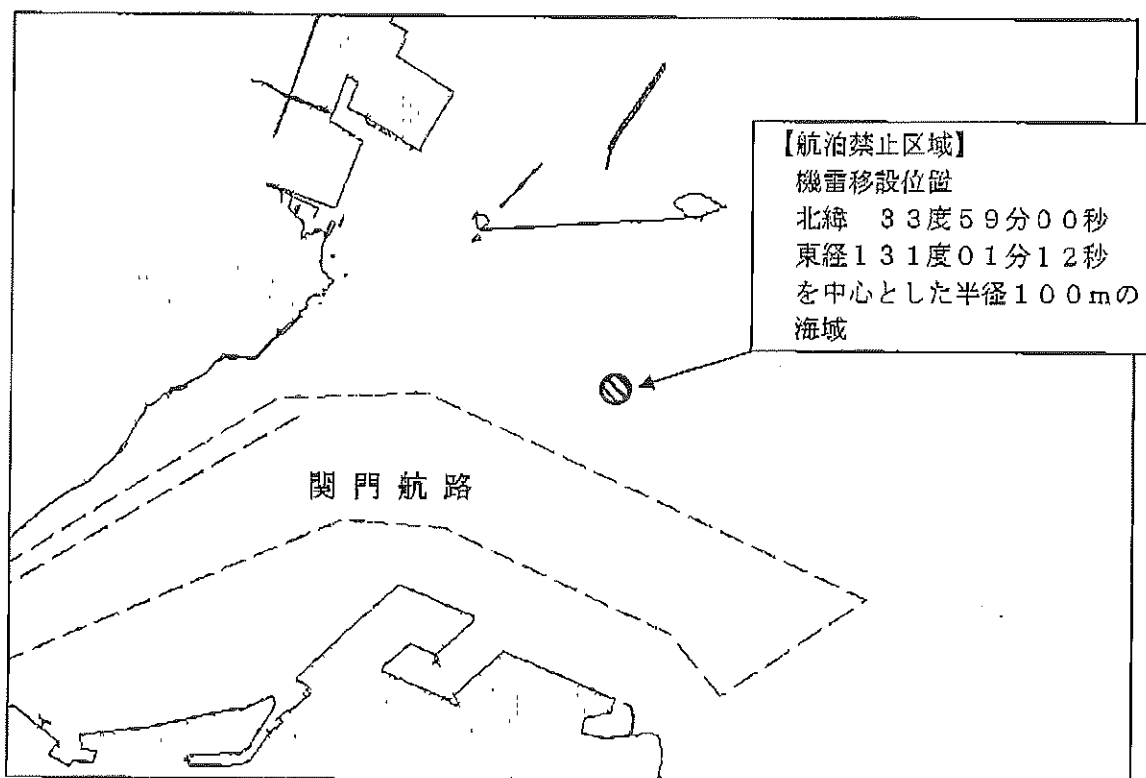 【航泊禁止区域】
機雷移設位置
北緯　３３度５９分００秒
東経１３１度０１分１２秒
を中心とした半径１００ｍの
海域
関門航路